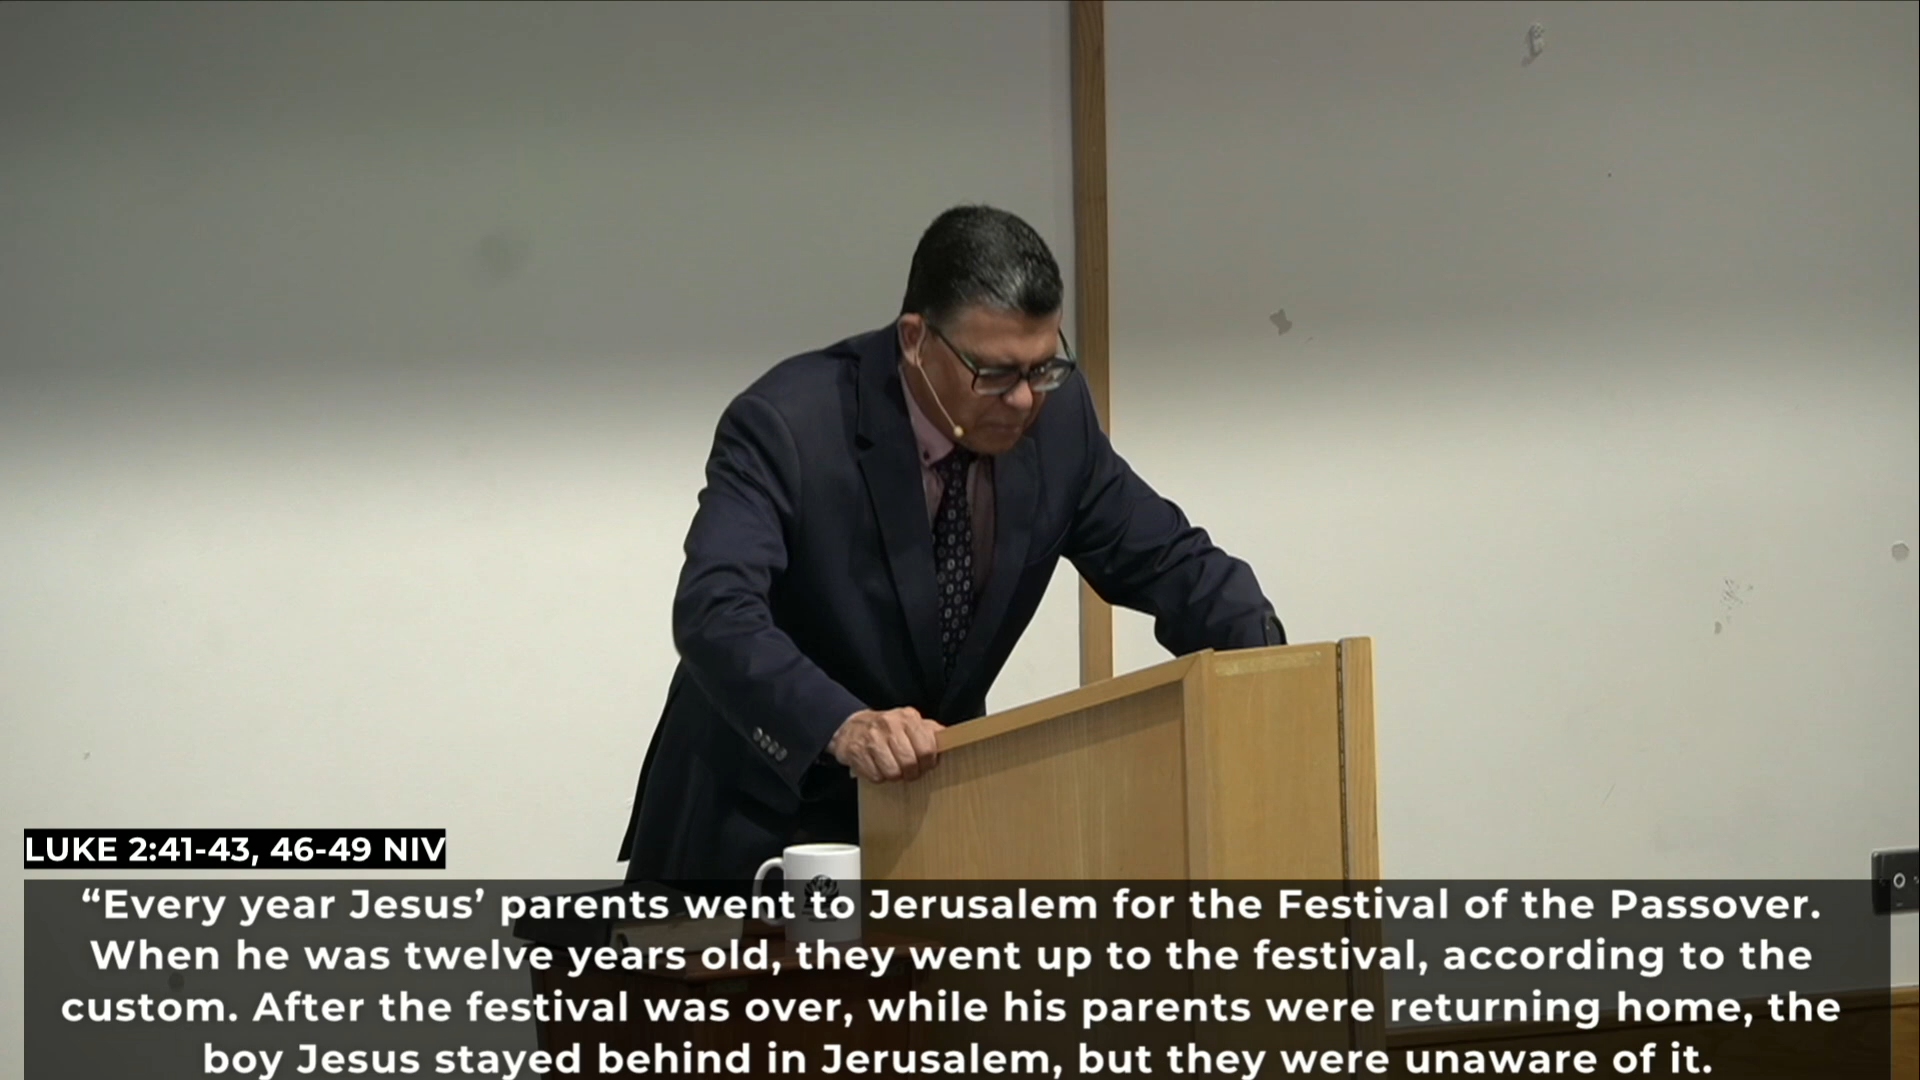 LUKE 2:41-43, 46-49 NIV
“Every year Jesus’ parents went to Jerusalem for the Festival of the Passover.
When he was twelve years old, they went up to the festival, according to the
custom. After the festival was over, while his parents were returning home, the
boy Jesus stayed behind in Jerusalem, but they were unaware of it.